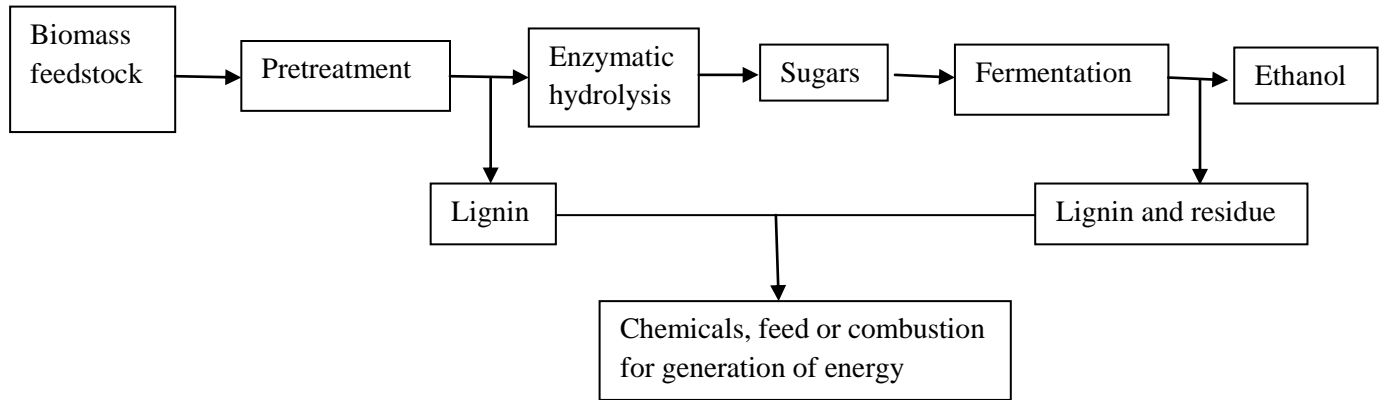 Biomass
feedstock
Pretreatment
Enzymatic
hydrolysis
Sugars
Fermentation
Ethanol
Lignin
Lignin and residue
Chemicals, feed or combustion
for generation of energy